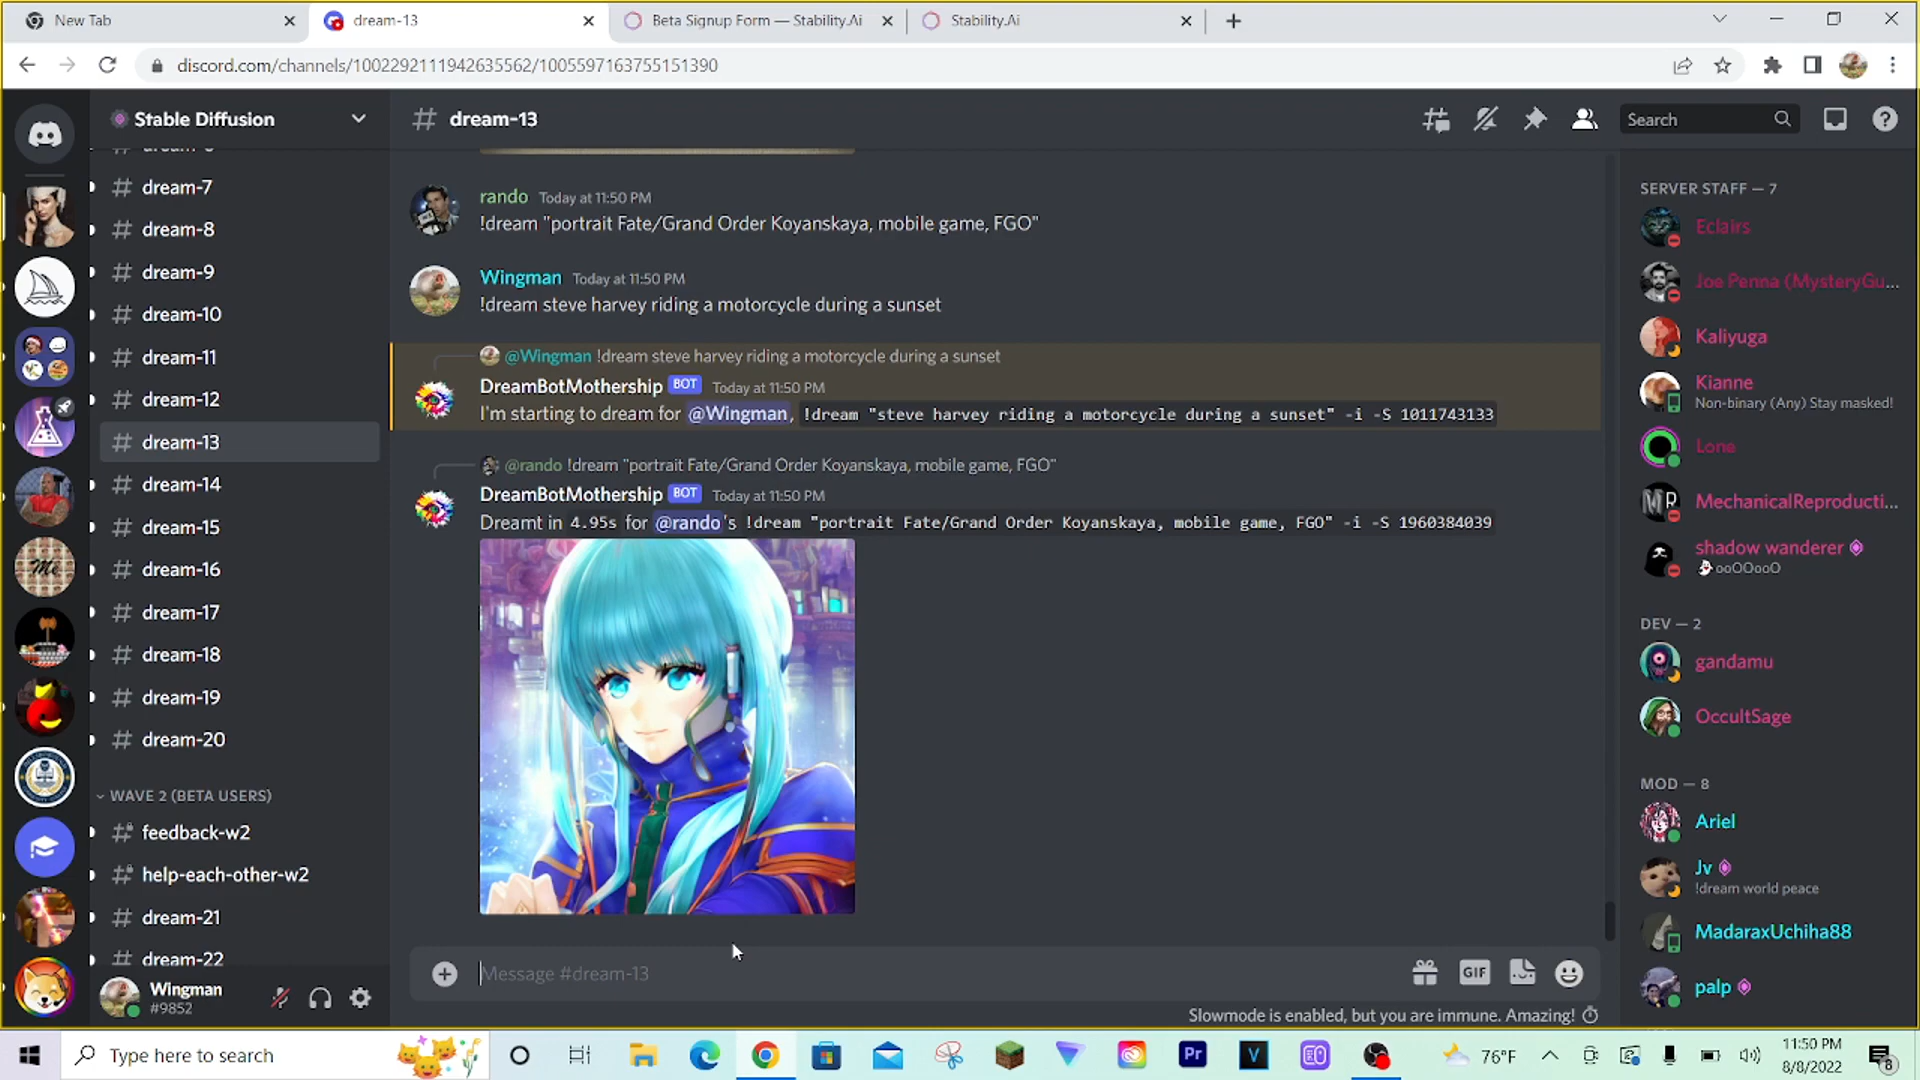 New Tab
dream-13
Beta Signup Form — Stability.Ai
Stability.Ai
discord.com/channels/1002292111942635562/1005597163755151390
Stable Diffusion
# dream-13
Search
dream-7
dream-8
dream-9
dream-10
dream-11
dream-12
dream-13
dream-14
dream-15
dream-16
dream-17
dream-18
dream-19
dream-20
WAVE 2 (BETA USERS)
feedback-w2
help-each-other-w2
dream-21
dream-22
Wingman
#9852
rando Today at 11:50 PM
!dream "portrait Fate/Grand Order Koyanskaya, mobile game, FGO"
Wingman Today at 11:50 PM
!dream steve harvey riding a motorcycle during a sunset
@Wingman !dream steve harvey riding a motorcycle during a sunset
DreamBotMothership BOT Today at 11:50 PM
I'm starting to dream for @Wingman, !dream "steve harvey riding a motorcycle during a sunset" -i -S 1011743133
@rando !dream "portrait Fate/Grand Order Koyanskaya, mobile game, FGO"
DreamBotMothership BOT Today at 11:50 PM
Dreamt in 4.95s for @rando's !dream "portrait Fate/Grand Order Koyanskaya, mobile game, FGO" -i -S 1960384039
Message #dream-13
GIF
Slowmode is enabled, but you are immune. Amazing!
SERVER STAFF — 7
Eclairs
Joe Penna (MysteryGu...
Kaliyuga
Kianne
Non-binary (Any) Stay masked!
Lone
MechanicalReproducti...
shadow wanderer
ooOOooO
DEV — 2
gandamu
OccultSage
MOD — 8
Ariel
Jv
!dream world peace
MadaraxUchiha88
palp
Type here to search
Pr
V
76°F
11:50 PM
8/8/2022
8